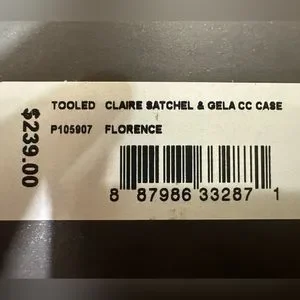 TOOLED CLAIRE SATCHEL & GELA CC CASE
P105907 FLORENCE
$239.00
8 87986 33287 1